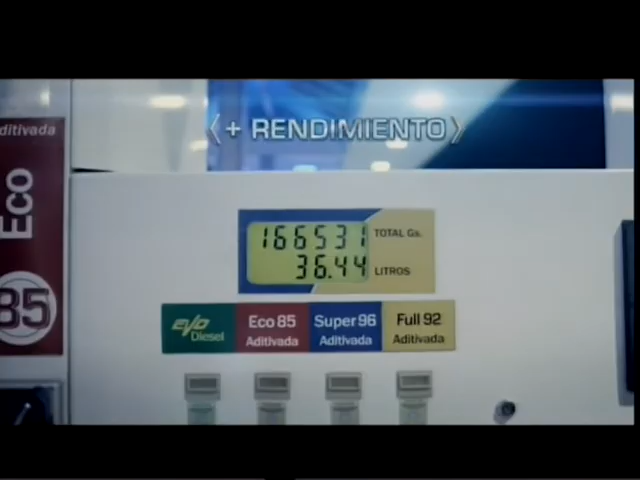 ‹+ RENDIMIENTO›
ditivada
ECO
85
166531 TOTAL Gs.
36.44 LITROS
EVO Diesel
Eco 85 Aditivada
Super 96 Aditivada
Full 92 Aditivada